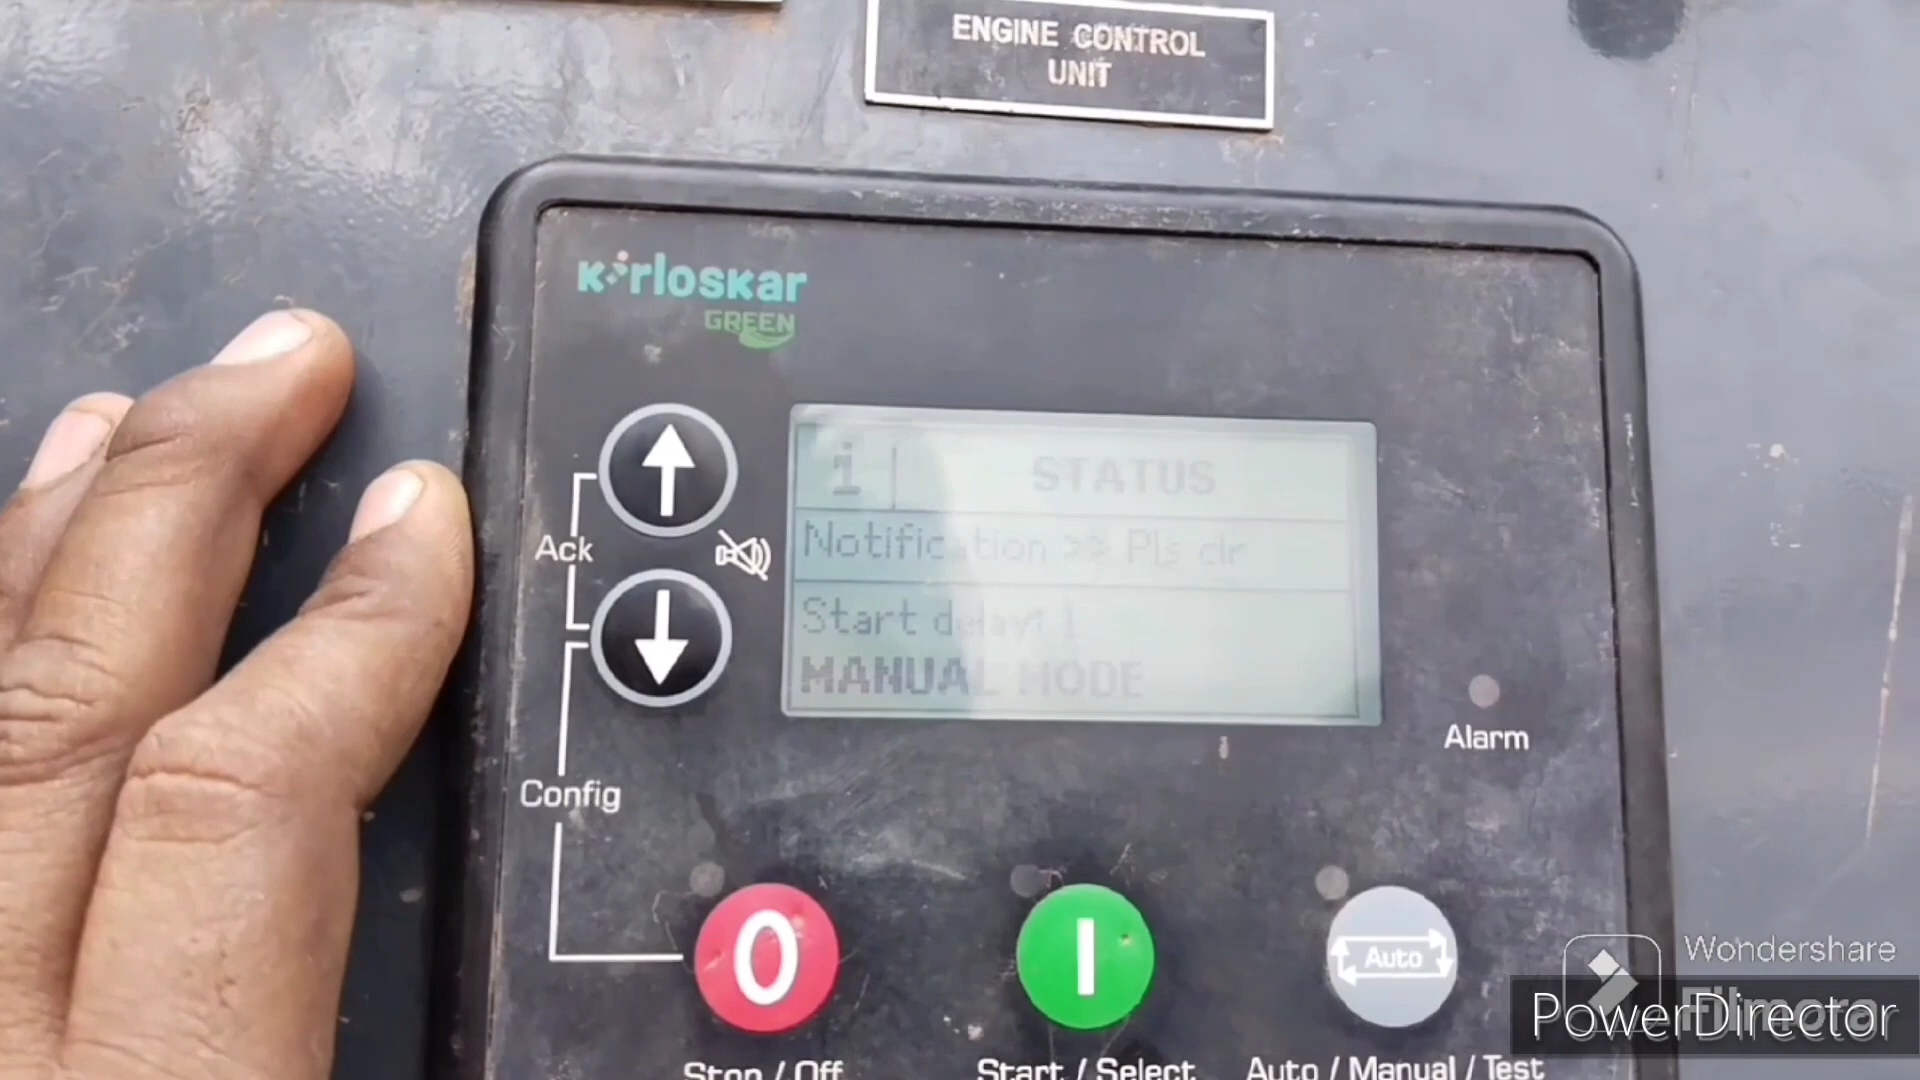 ENGINE CONTROL
UNIT
kirloskar
GREEN
i STATUS
Notification >> Pls clr
Start delay
MANUAL MODE
Ack
Config
Alarm
0
I
Auto
Stop / Off
Start / Select
Auto / Manual / Test
Wondershare
Filmora
PowerDirector